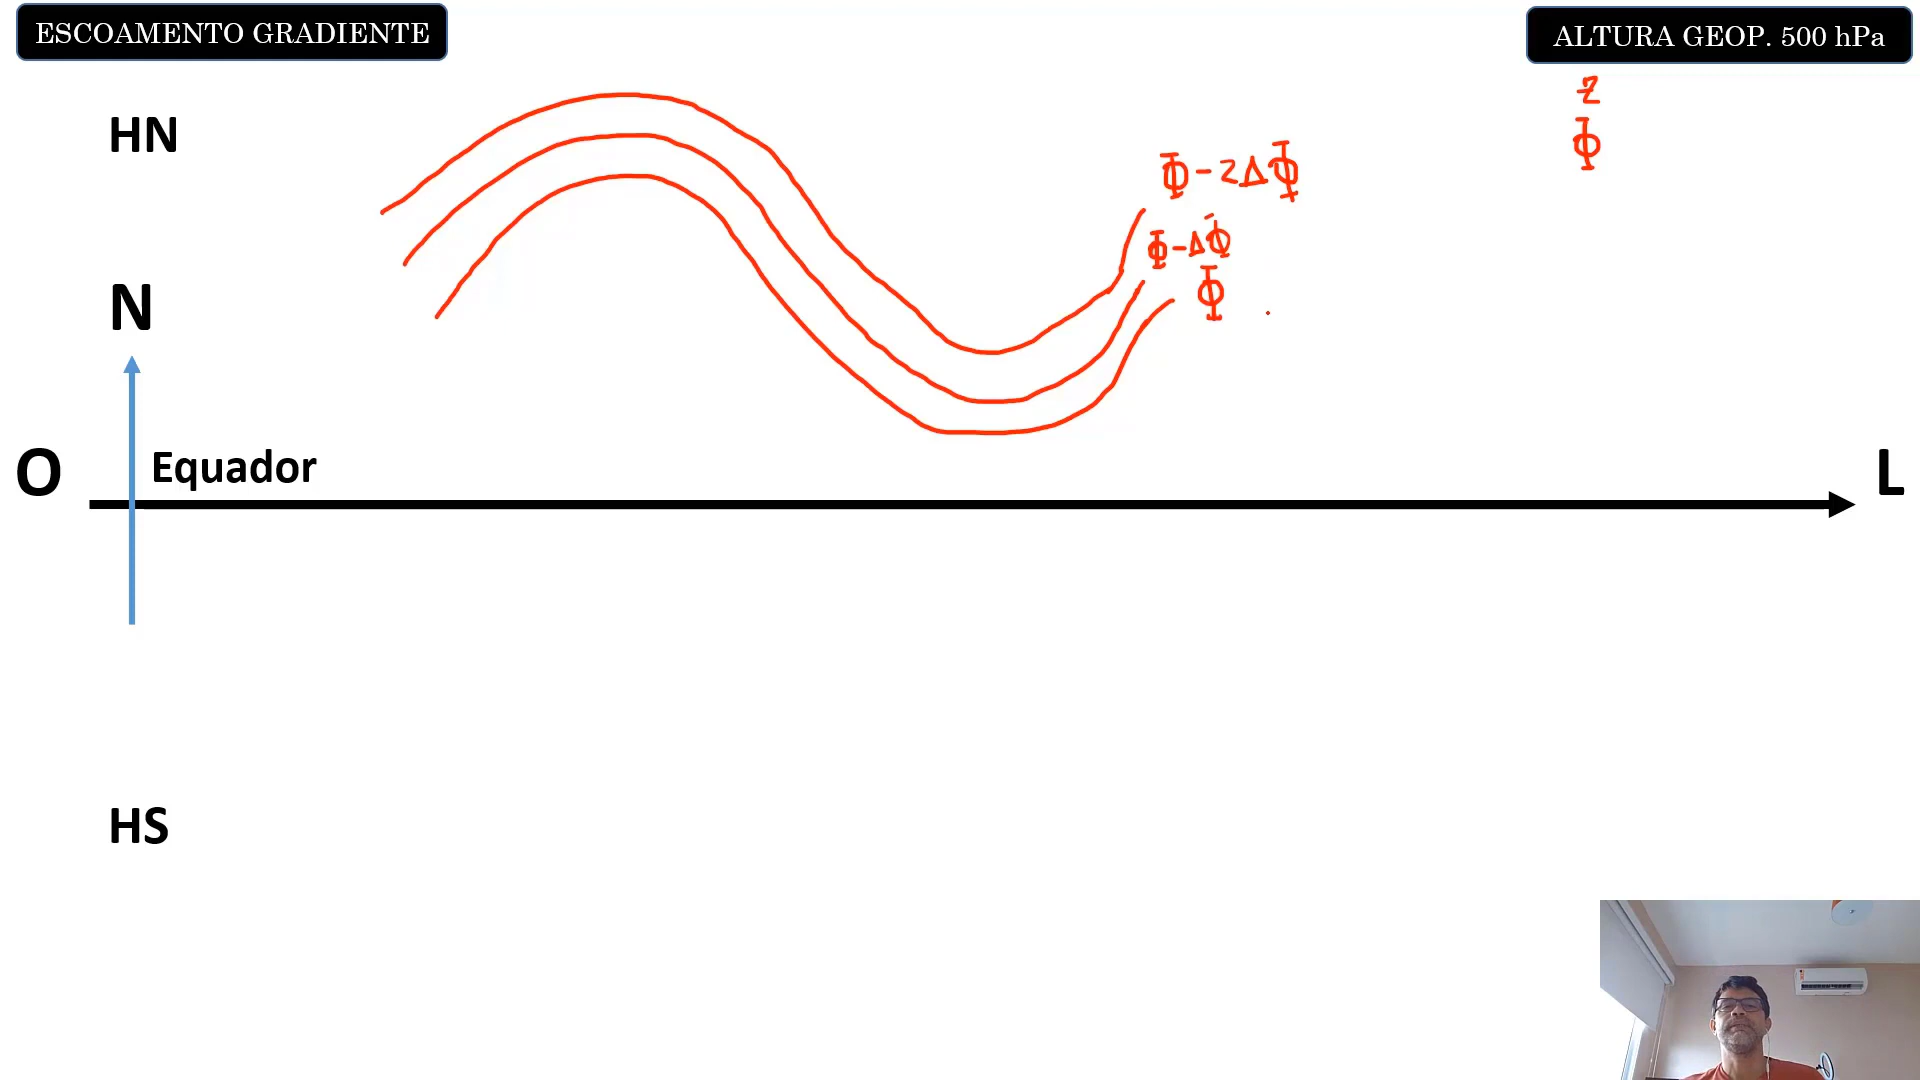 ESCOAMENTO GRADIENTE
ALTURA GEOP. 500 hPa
Z
Φ
HN
Φ-2ΔΦ
Φ-ΔΦ
Φ
N
O
Equador
L
HS